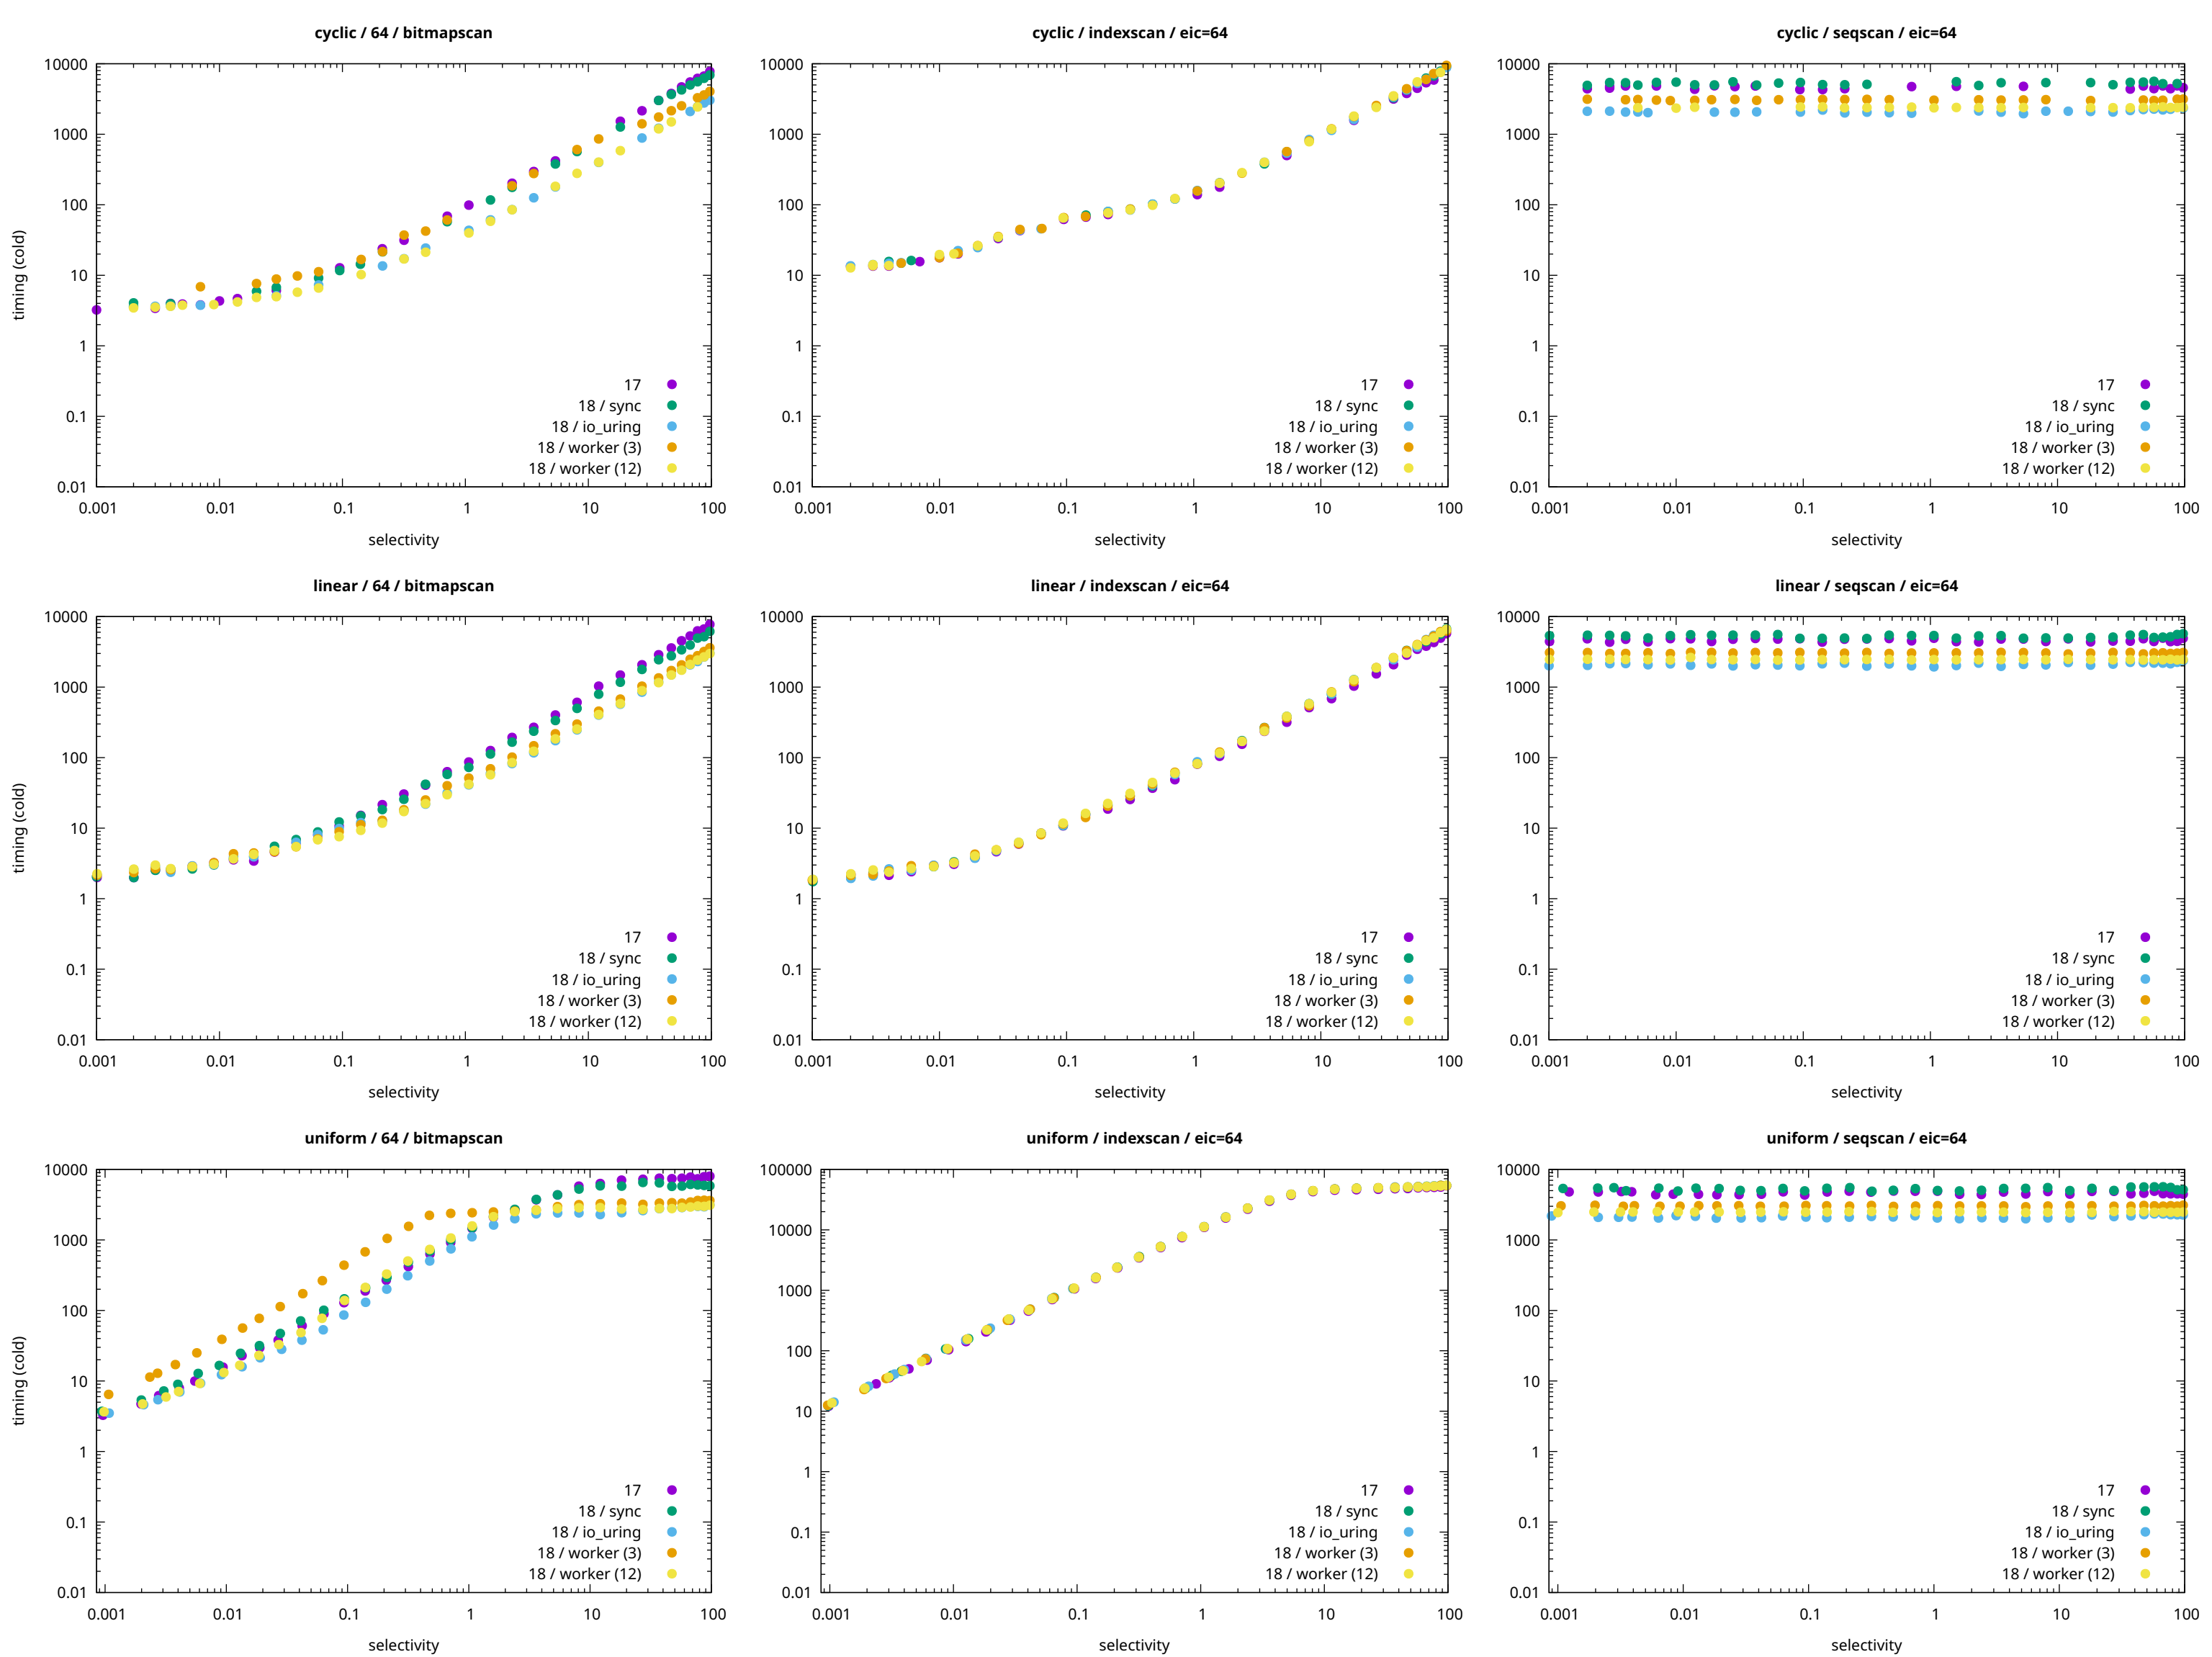 cyclic / 64 / bitmapscan
timing (cold)
10000
1000
100
10
1
0.1
0.01
17
18 / sync
18 / io_uring
18 / worker (3)
18 / worker (12)
0.001 0.01 0.1 1 10 100
selectivity
cyclic / indexscan / eic=64
10000
1000
100
10
1
0.1
0.01
17
18 / sync
18 / io_uring
18 / worker (3)
18 / worker (12)
0.001 0.01 0.1 1 10 100
selectivity
cyclic / seqscan / eic=64
10000
1000
100
10
1
0.1
0.01
17
18 / sync
18 / io_uring
18 / worker (3)
18 / worker (12)
0.001 0.01 0.1 1 10 100
selectivity
linear / 64 / bitmapscan
timing (cold)
10000
1000
100
10
1
0.1
0.01
17
18 / sync
18 / io_uring
18 / worker (3)
18 / worker (12)
0.001 0.01 0.1 1 10 100
selectivity
linear / indexscan / eic=64
10000
1000
100
10
1
0.1
0.01
17
18 / sync
18 / io_uring
18 / worker (3)
18 / worker (12)
0.001 0.01 0.1 1 10 100
selectivity
linear / seqscan / eic=64
10000
1000
100
10
1
0.1
0.01
17
18 / sync
18 / io_uring
18 / worker (3)
18 / worker (12)
0.001 0.01 0.1 1 10 100
selectivity
uniform / 64 / bitmapscan
timing (cold)
10000
1000
100
10
1
0.1
0.01
17
18 / sync
18 / io_uring
18 / worker (3)
18 / worker (12)
0.001 0.01 0.1 1 10 100
selectivity
uniform / indexscan / eic=64
100000
10000
1000
100
10
1
0.1
0.01
17
18 / sync
18 / io_uring
18 / worker (3)
18 / worker (12)
0.001 0.01 0.1 1 10 100
selectivity
uniform / seqscan / eic=64
10000
1000
100
10
1
0.1
0.01
17
18 / sync
18 / io_uring
18 / worker (3)
18 / worker (12)
0.001 0.01 0.1 1 10 100
selectivity